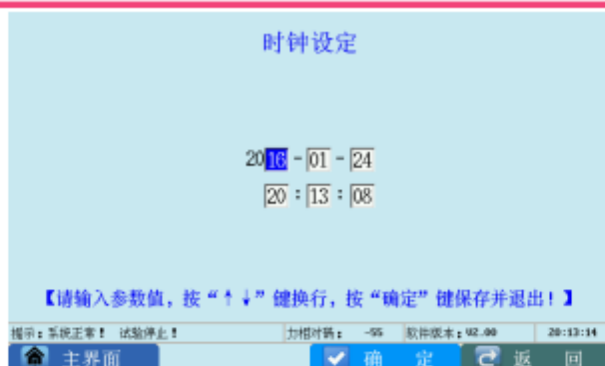 时钟设定
2016-01-24
20:13:08
【请输入参数值，按“↑↓”键换行，按“确定”键保存并退出！】
提示：系统正常！ 试验停止！ 力相对码： -55 软件版本：V2.00 20:13:14
主界面 确 定 返 回